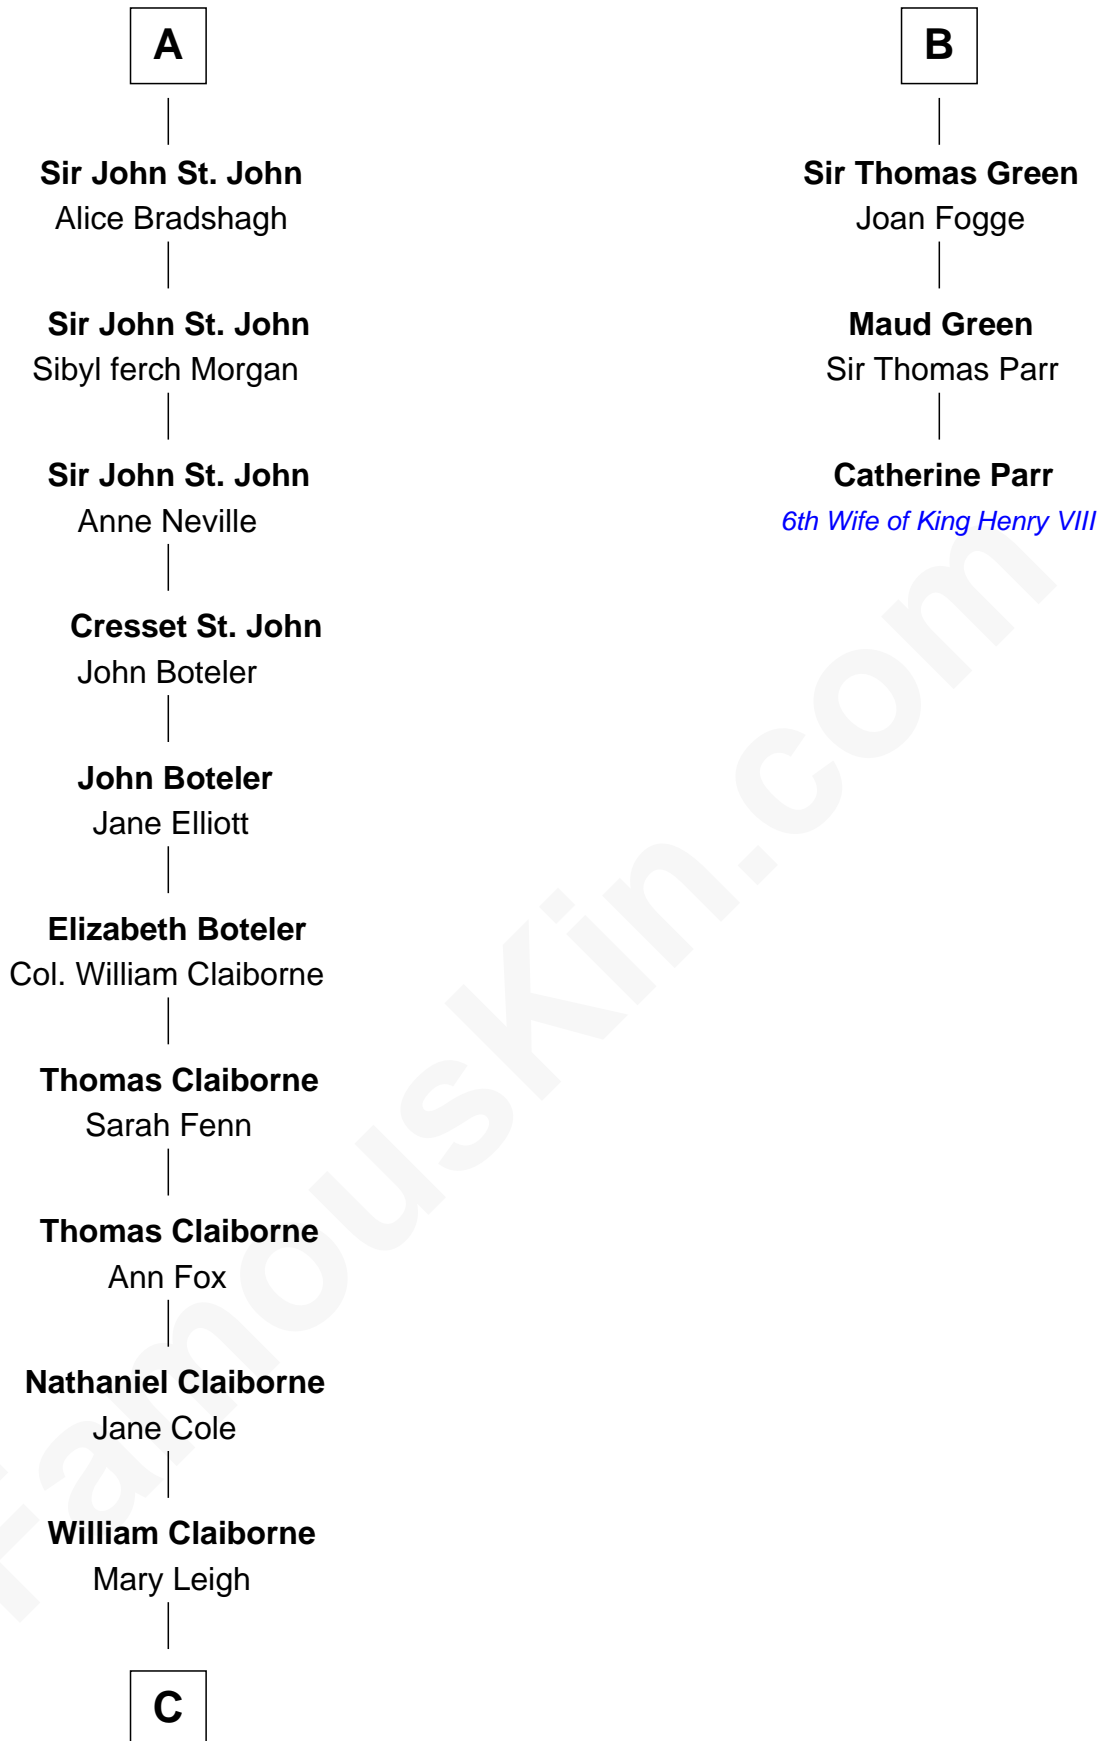 A
Sir John St. John
Alice Bradshagh
Sir John St. John
Sibyl ferch Morgan
Sir John St. John
Anne Neville
Cresset St. John
John Boteler
John Boteler
Jane Elliott
Elizabeth Boteler
Col. William Claiborne
Thomas Claiborne
Sarah Fenn
Thomas Claiborne
Ann Fox
Nathaniel Claiborne
Jane Cole
William Claiborne
Mary Leigh
C
B
Sir Thomas Green
Joan Fogge
Maud Green
Sir Thomas Parr
Catherine Parr
6th Wife of King Henry VIII
FamousKin.com